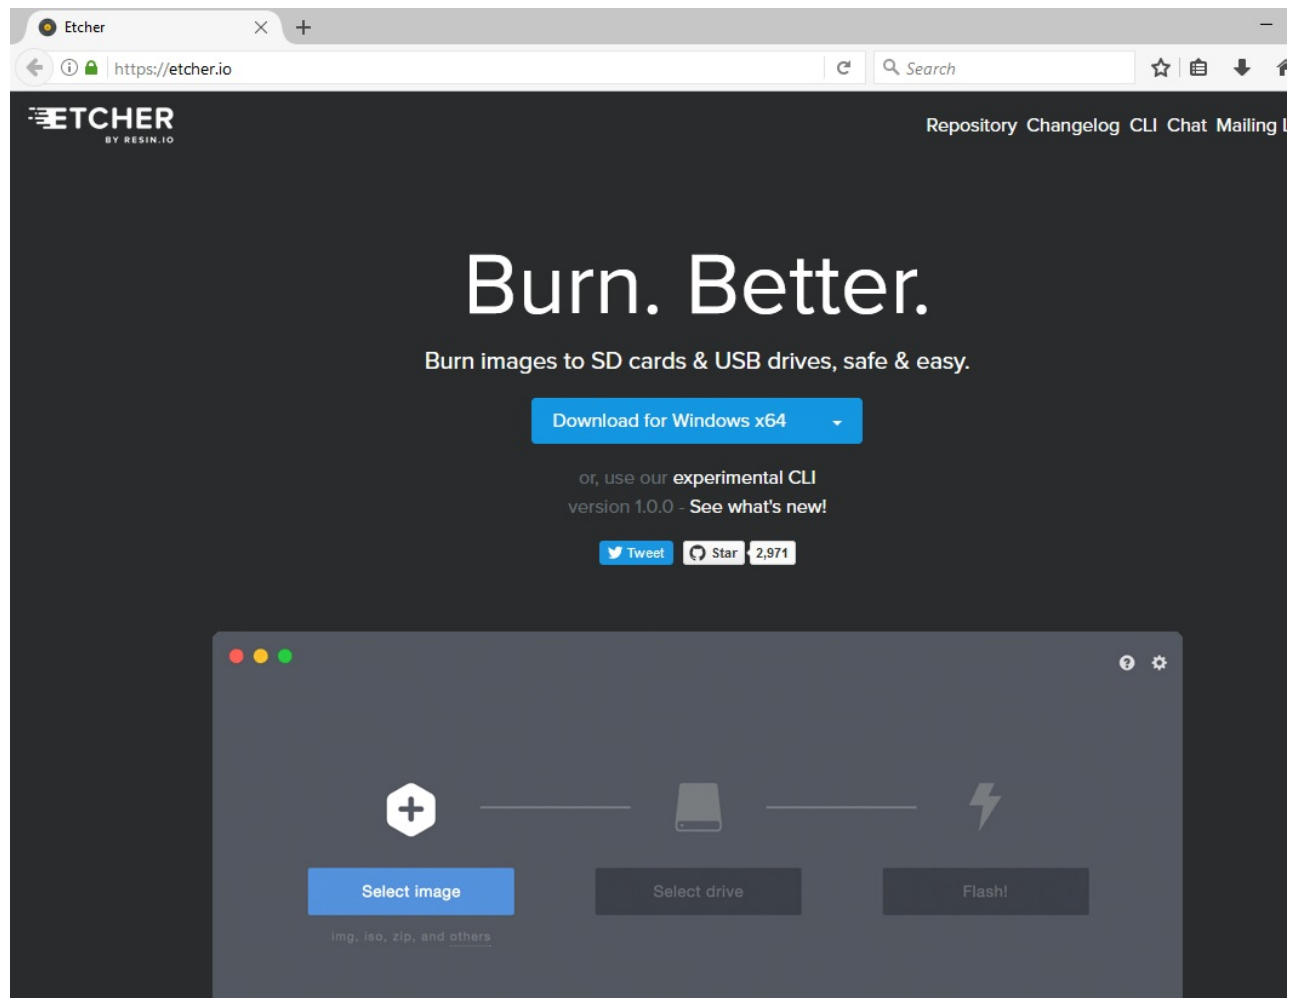 Etcher
https://etcher.io
Search
ETCHER
BY RESIN.IO
Repository Changelog CLI Chat Mailing L
Burn. Better.
Burn images to SD cards & USB drives, safe & easy.
Download for Windows x64
or, use our experimental CLI
version 1.0.0 - See what's new!
Tweet Star 2,971
Select image Select drive Flash!
img, iso, zip, and others